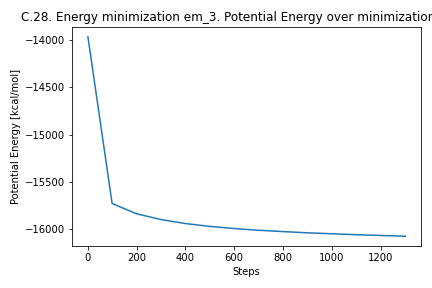 C.28. Energy minimization em_3. Potential Energy over minimization
−14000
−14500
−15000
−15500
−16000
Potential Energy [kcal/mol]
0 200 400 600 800 1000 1200
Steps